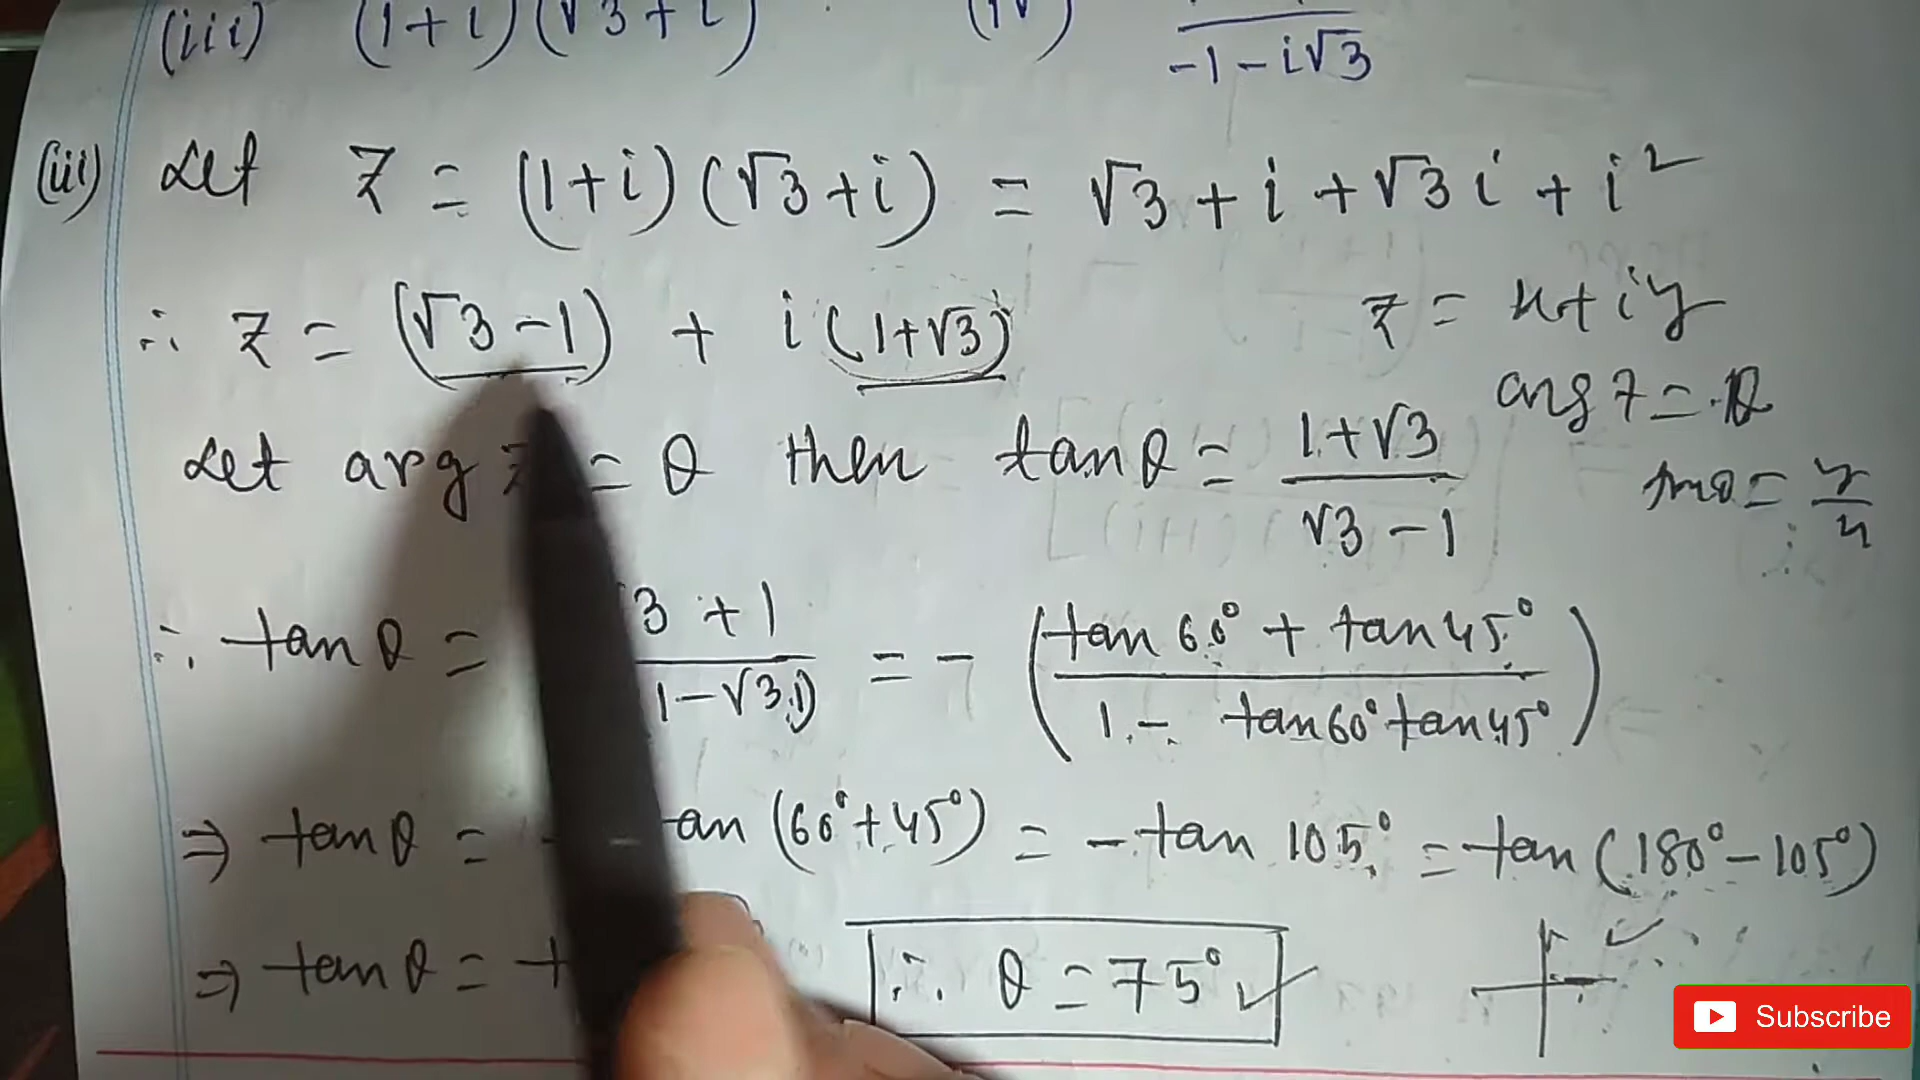 (iii) (1+i)(√3+i) (iv)
-1-i√3
(iii) Let z = (1+i)(√3+i) = √3+i+√3i+i²
∴ z = (√3-1) + i(1+√3)
z = x+iy
arg z = θ
Let arg z = θ then tanθ = (1+√3)/(√3-1)
tanθ = y/x
∴ tanθ = 3+1/1-√3.1) = -(tan60°+tan45°/1-tan60°tan45°)
⇒ tanθ = an(60°+45°) = -tan105° = tan(180°-105°)
⇒ tanθ =
∴ θ = 75° ✓
Subscribe